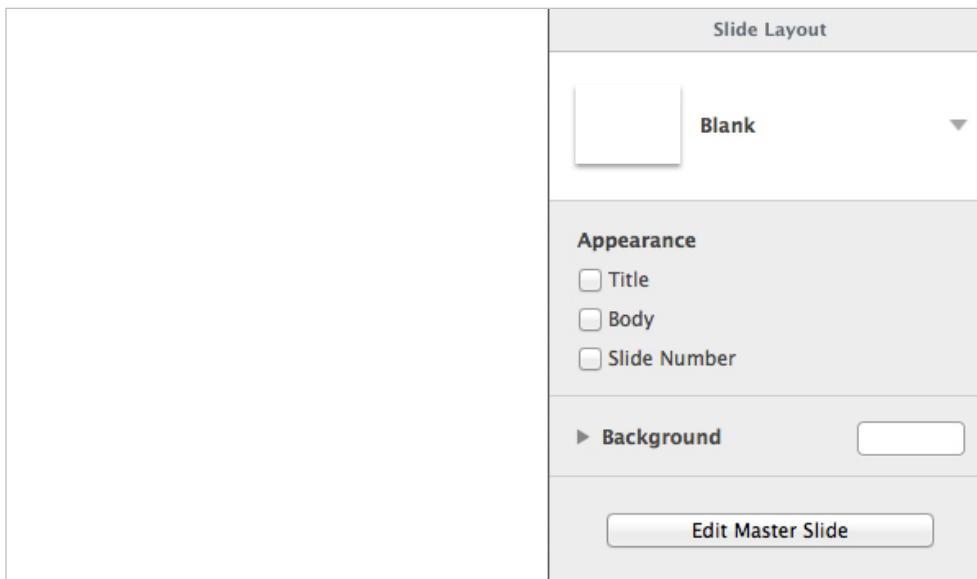 Slide Layout
Blank
Appearance
Title
Body
Slide Number
Background
Edit Master Slide